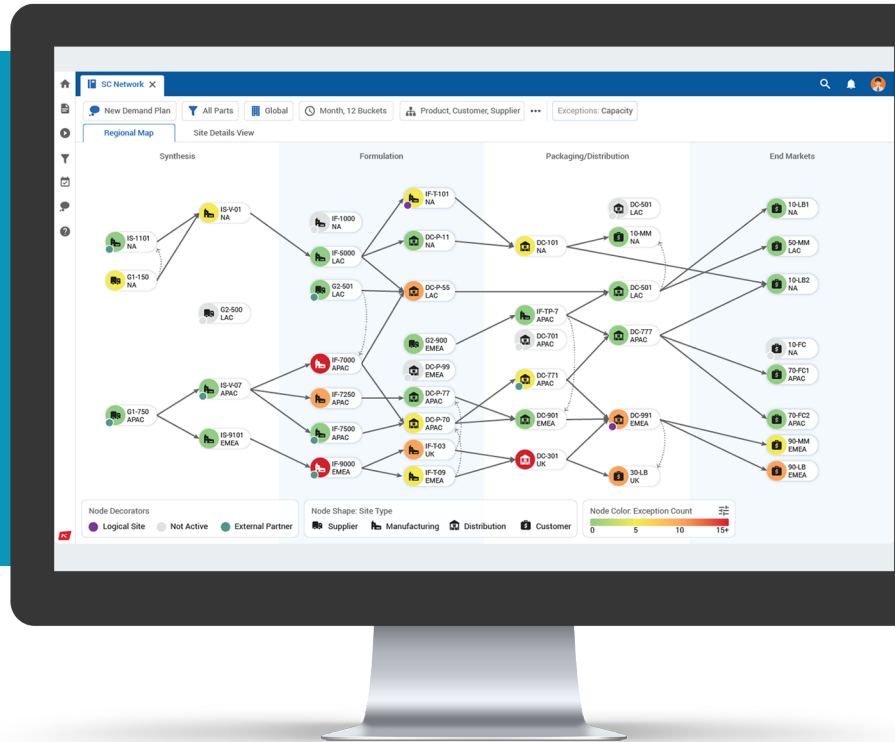 SC Network
New Demand Plan
All Parts
Global
Month, 12 Buckets
Product, Customer, Supplier
Exceptions: Capacity
Regional Map
Site Details View
Synthesis
Formulation
Packaging/Distribution
End Markets
IS-1101
NA
G1-150
NA
G1-750
APAC
IS-V-01
NA
G2-500
LAC
IS-V-07
APAC
IS-9101
EMEA
IF-1000
NA
IF-5000
LAC
G2-501
LAC
IF-7000
APAC
IF-7250
APAC
IF-7500
APAC
IF-9000
EMEA
IF-T-101
NA
DC-P-11
NA
DC-P-55
LAC
G2-900
EMEA
DC-P-99
EMEA
DC-P-77
APAC
DC-P-70
APAC
IF-T-03
UK
IF-T-09
EMEA
DC-101
NA
IF-TP-7
APAC
DC-701
APAC
DC-771
APAC
DC-901
EMEA
DC-301
UK
DC-501
LAC
10-MM
NA
DC-501
LAC
DC-777
APAC
DC-991
EMEA
30-LB
UK
10-LB1
NA
50-MM
LAC
10-LB2
NA
10-FC
NA
70-FC1
APAC
70-FC2
APAC
90-MM
EMEA
90-LB
EMEA
Node Decorators
Logical Site
Not Active
External Partner
Node Shape: Site Type
Supplier
Manufacturing
Distribution
Customer
Node Color: Exception Count
0 5 10 15+